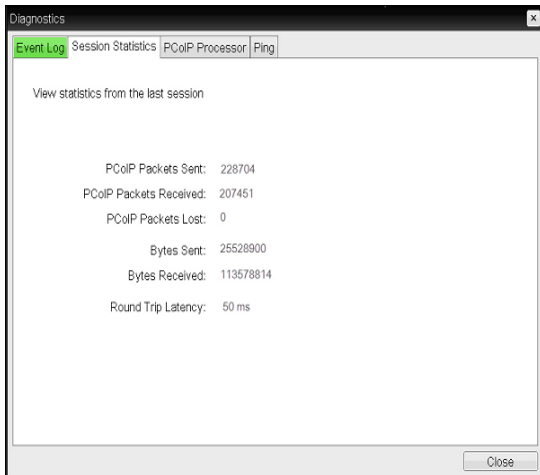 Diagnostics
x
Event Log Session Statistics PCoIP Processor Ping
View statistics from the last session
PCoIP Packets Sent: 228704
PCoIP Packets Received: 207451
PCoIP Packets Lost: 0
Bytes Sent: 25528900
Bytes Received: 113578814
Round Trip Latency: 50 ms
Close